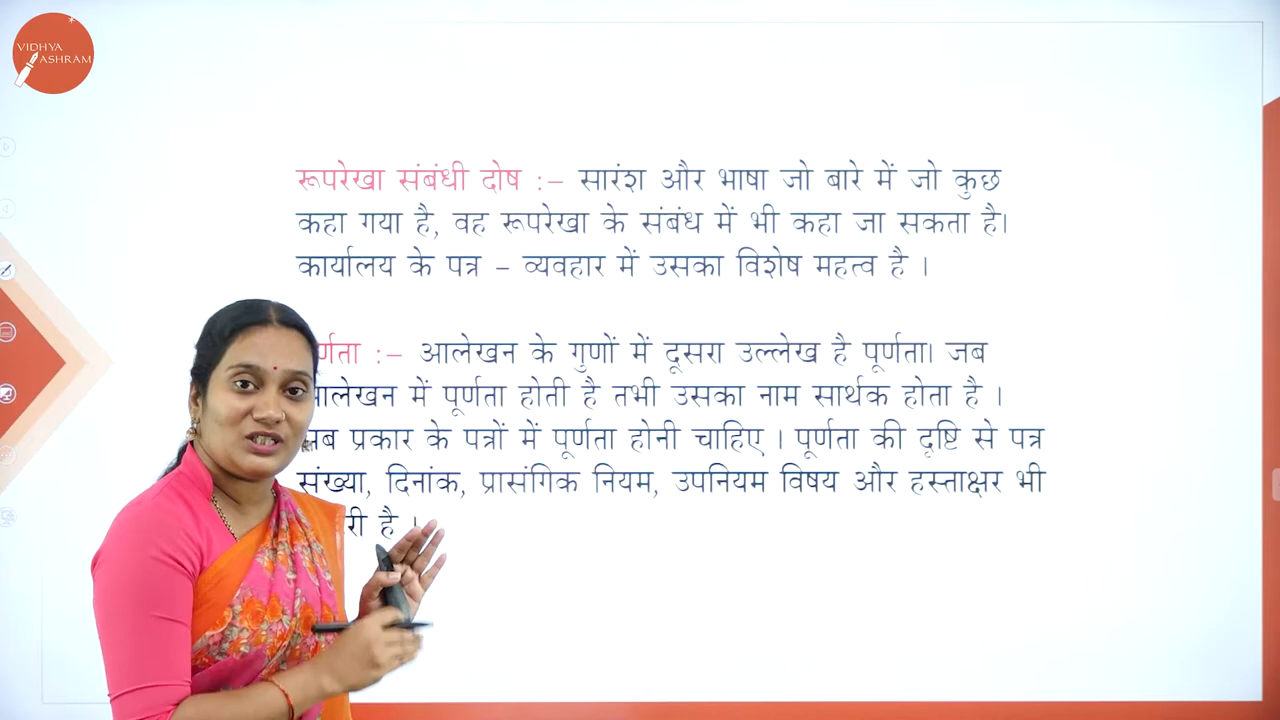 VIDHYA
ASHRAM
रूपरेखा संबंधी दोष :– सारंश और भाषा जो बारे में जो कुछ
कहा गया है, वह रूपरेखा के संबंध में भी कहा जा सकता है।
कार्यालय के पत्र – व्यवहार में उसका विशेष महत्व है ।
:– आलेखन के गुणों में दूसरा उल्लेख है पूर्णता। जब
आलेखन में पूर्णता होती है तभी उसका नाम सार्थक होता है ।
प्रकार के पत्रों में पूर्णता होनी चाहिए । पूर्णता की दृष्टि से पत्र
संख्या, दिनांक, प्रासंगिक नियम, उपनियम विषय और हस्ताक्षर भी
है ।